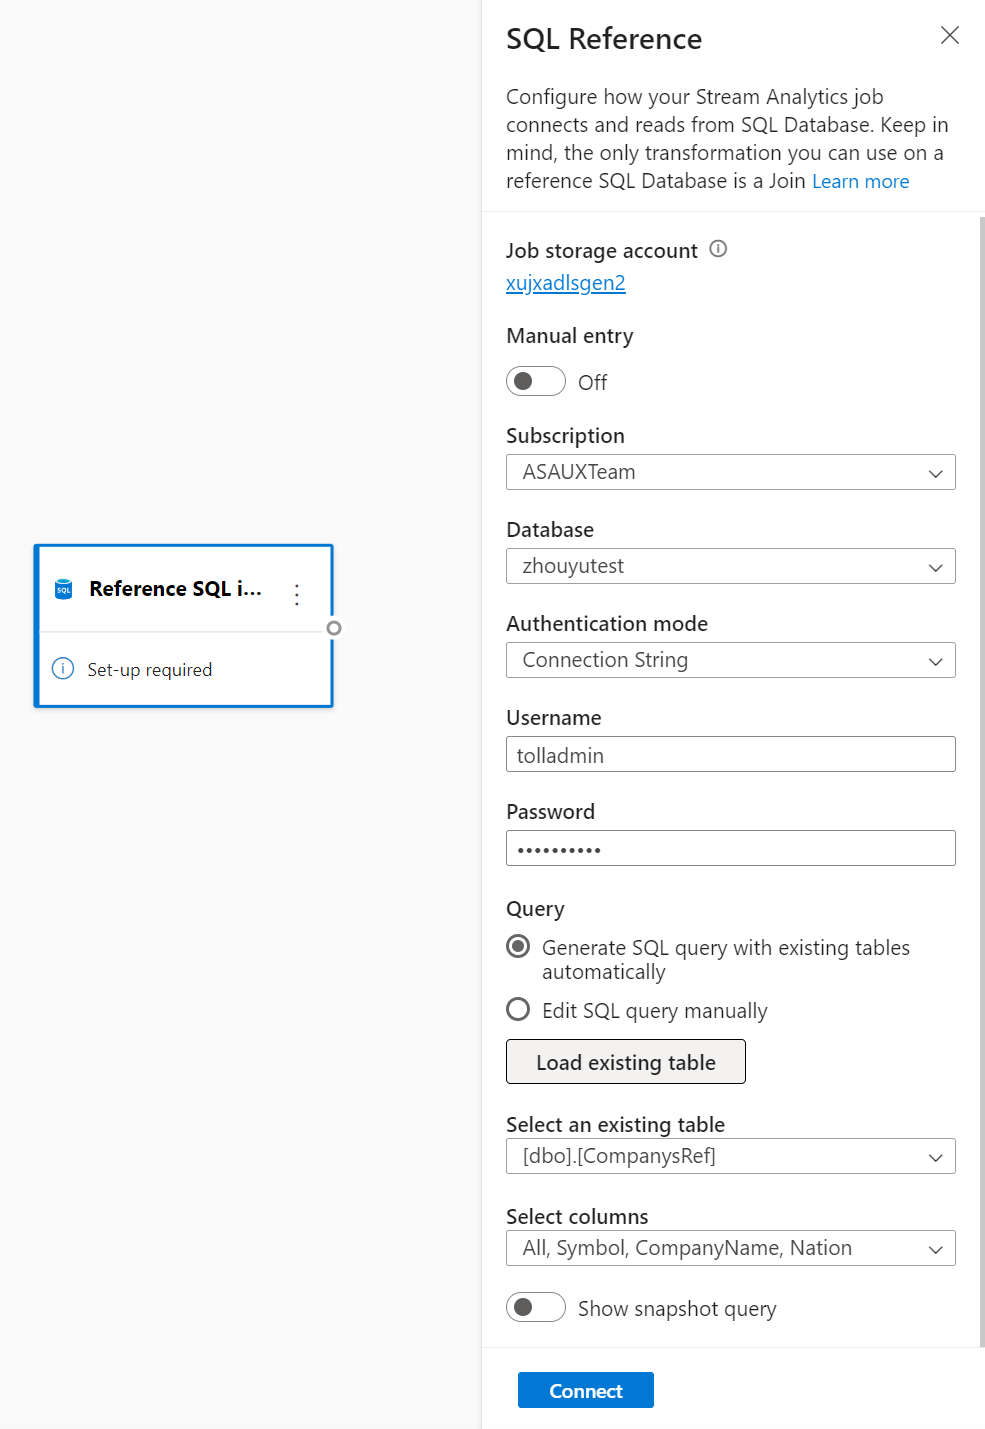 SQL Reference
Configure how your Stream Analytics job
connects and reads from SQL Database. Keep in
mind, the only transformation you can use on a
reference SQL Database is a Join Learn more
Job storage account
xujxadlsgen2
Manual entry
Off
Subscription
ASAUXTeam
Database
zhouyutest
Authentication mode
Connection String
Username
tolladmin
Password
••••••••••
Query
Generate SQL query with existing tables
automatically
Edit SQL query manually
Load existing table
Select an existing table
[dbo].[CompanysRef]
Select columns
All, Symbol, CompanyName, Nation
Show snapshot query
Connect
SQL
Reference SQL i...
Set-up required